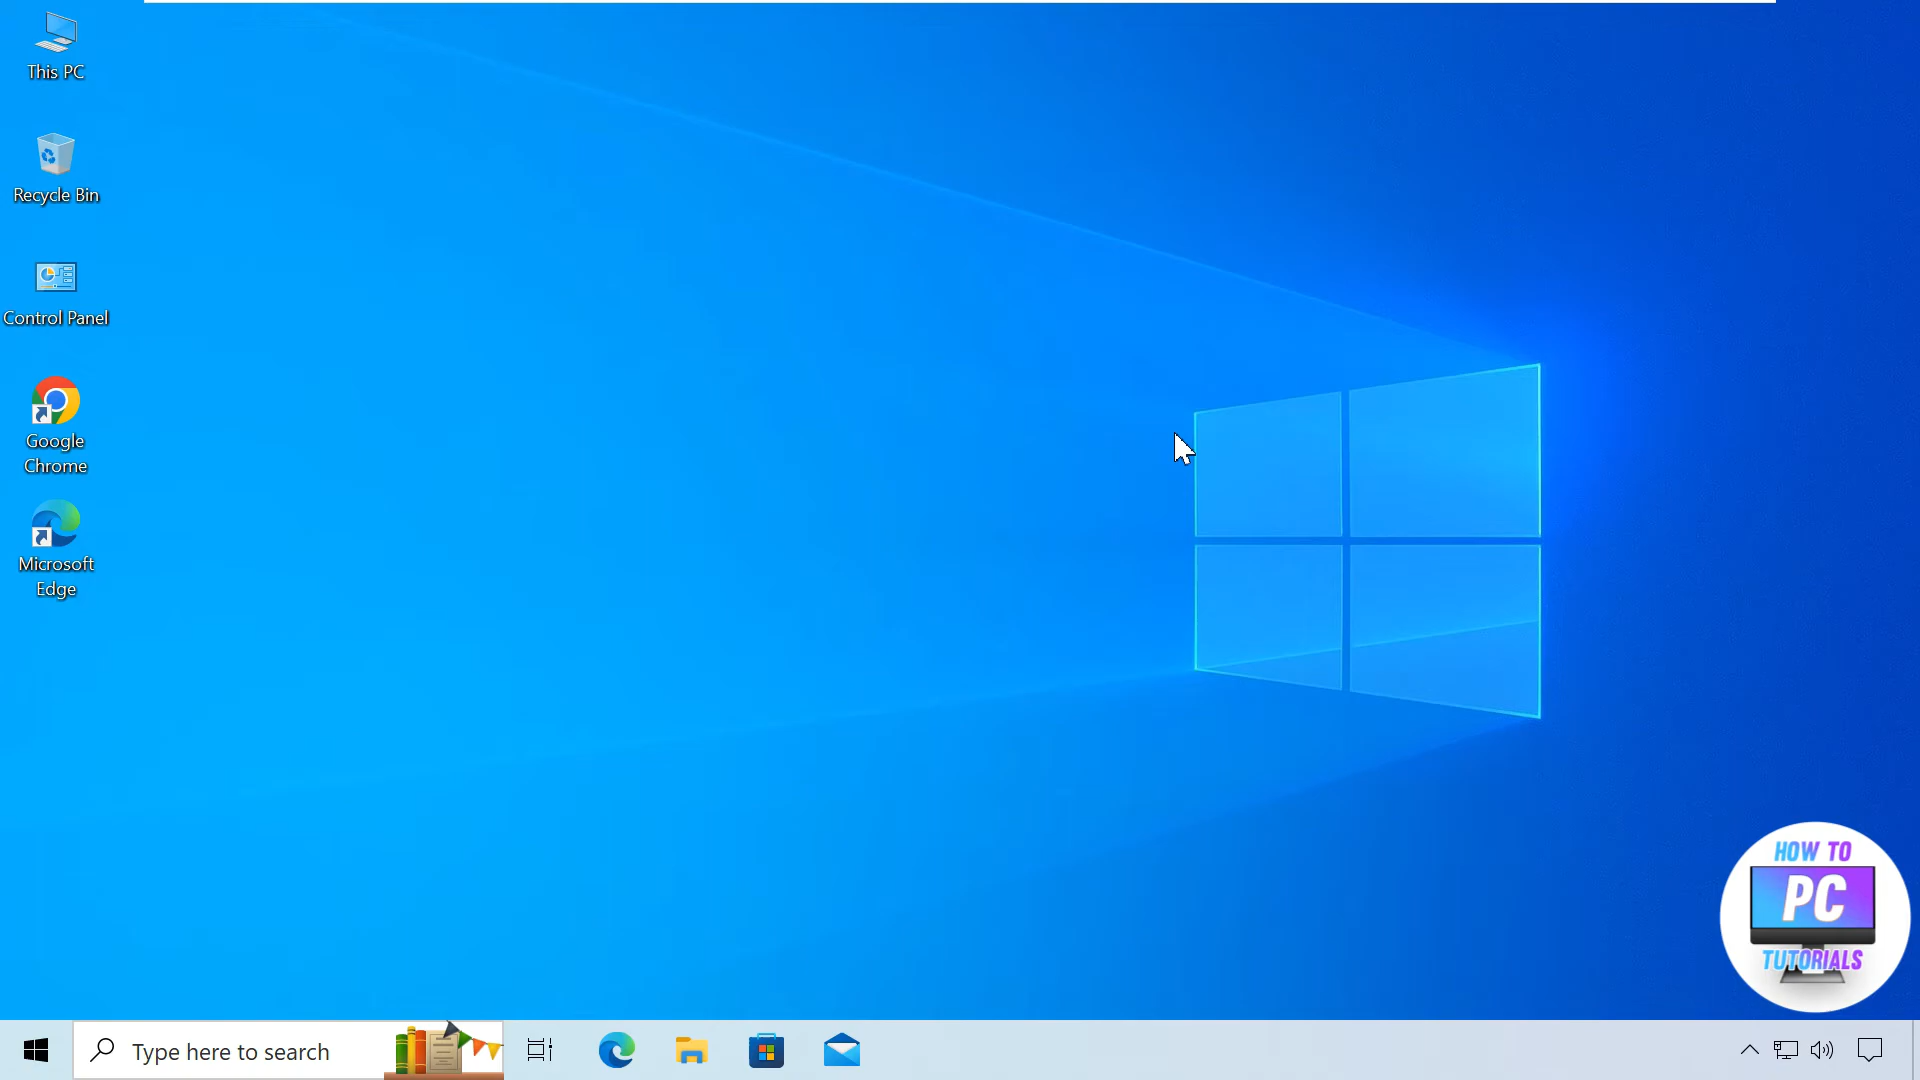 This PC
Recycle Bin
Control Panel
Google
Chrome
Microsoft
Edge
HOW TO
PC
TUTORIALS
Type here to search